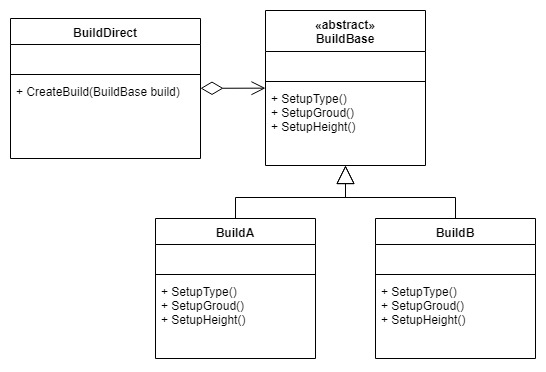 BuildDirect
+ CreateBuild(BuildBase build)
«abstract»
BuildBase
+ SetupType()
+ SetupGroud()
+ SetupHeight()
BuildA
+ SetupType()
+ SetupGroud()
+ SetupHeight()
BuildB
+ SetupType()
+ SetupGroud()
+ SetupHeight()